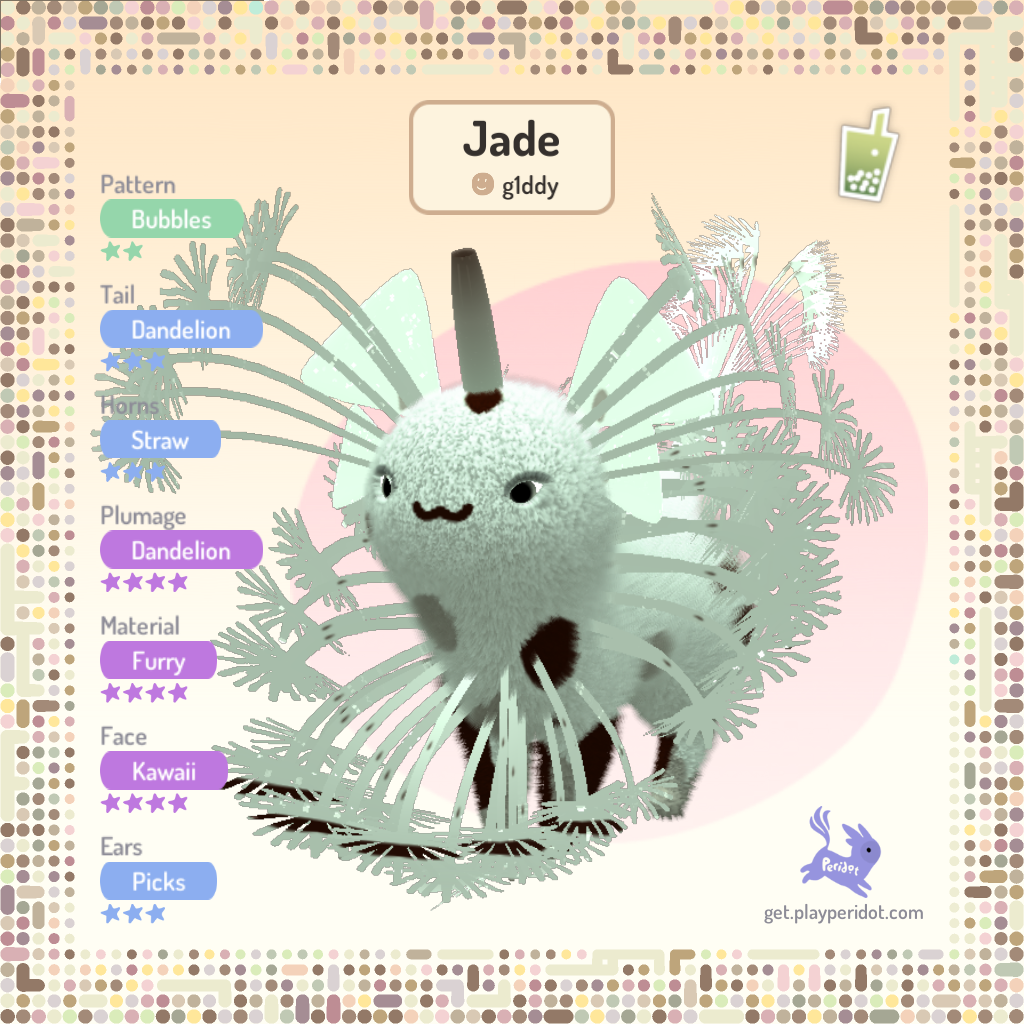 Jade
g1ddy
Pattern
Bubbles
Tail
Dandelion
Horns
Straw
Plumage
Dandelion
Material
Furry
Face
Kawaii
Ears
Picks
Peridot
get.playperidot.com